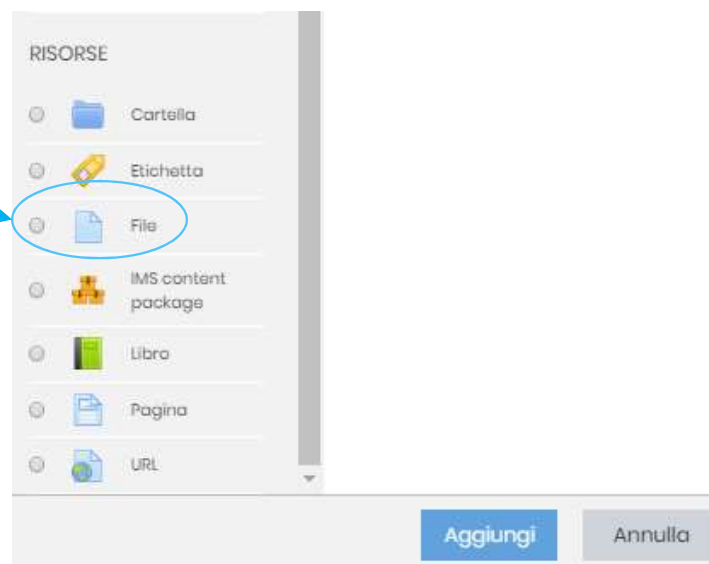 RISORSE
Cartella
Etichetta
File
IMS content
package
Libro
Pagina
URL
Aggiungi
Annulla